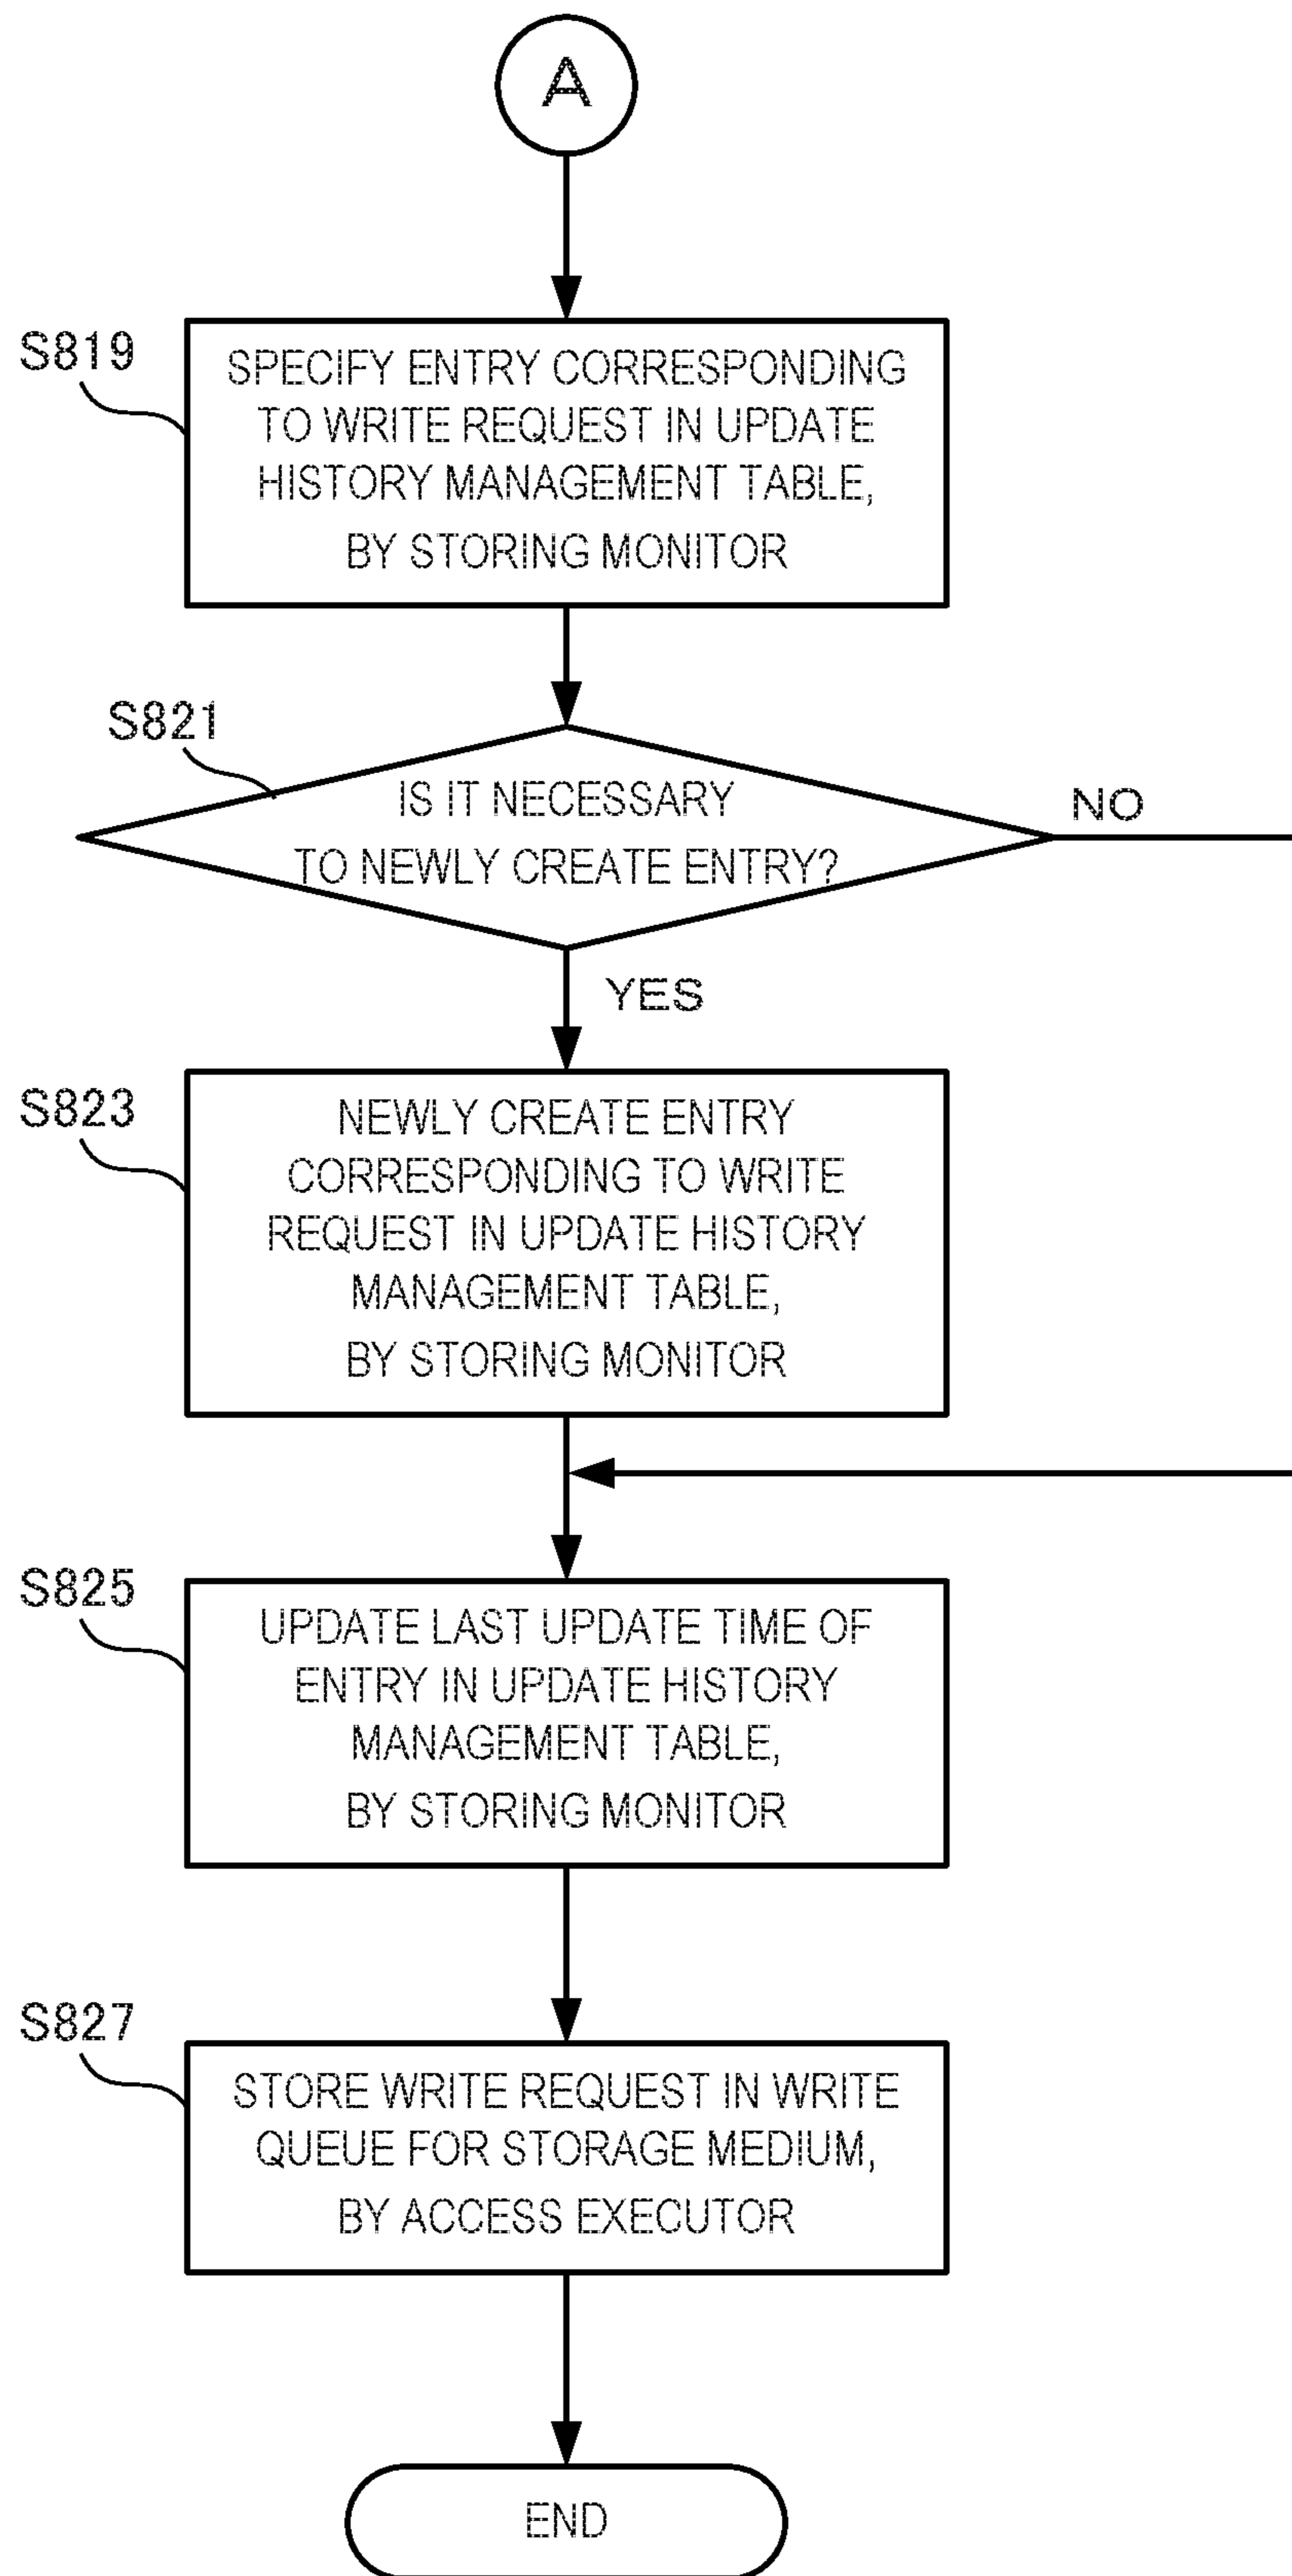 A
S819
SPECIFY ENTRY CORRESPONDING
TO WRITE REQUEST IN UPDATE
HISTORY MANAGEMENT TABLE,
BY STORING MONITOR
S821
IS IT NECESSARY
TO NEWLY CREATE ENTRY?
NO
YES
S823
NEWLY CREATE ENTRY
CORRESPONDING TO WRITE
REQUEST IN UPDATE HISTORY
MANAGEMENT TABLE,
BY STORING MONITOR
S825
UPDATE LAST UPDATE TIME OF
ENTRY IN UPDATE HISTORY
MANAGEMENT TABLE,
BY STORING MONITOR
S827
STORE WRITE REQUEST IN WRITE
QUEUE FOR STORAGE MEDIUM,
BY ACCESS EXECUTOR
END